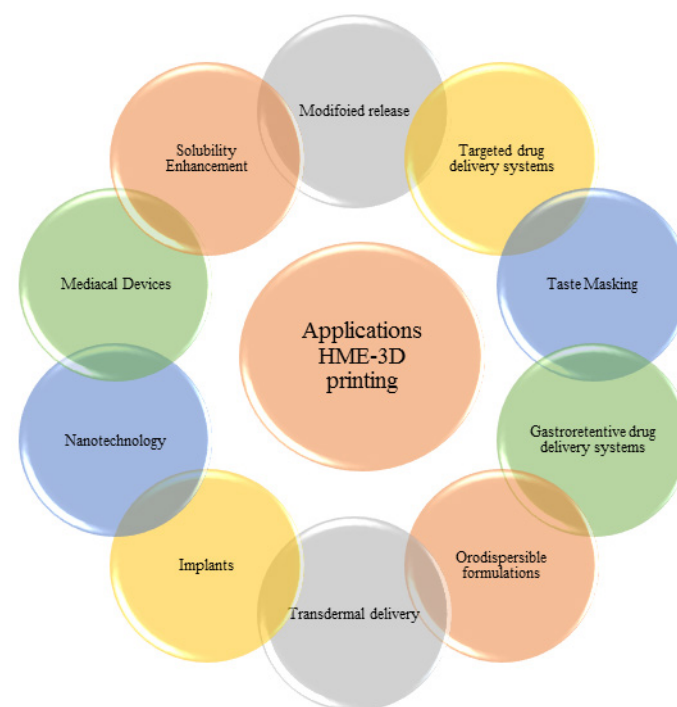 Modifoied release
Targeted drug
delivery systems
Taste Masking
Gastroretentive drug
delivery systems
Orodispersible
formulations
Transdermal delivery
Implants
Nanotechnology
Mediacal Devices
Solubility
Enhancement
Applications
HME-3D
printing